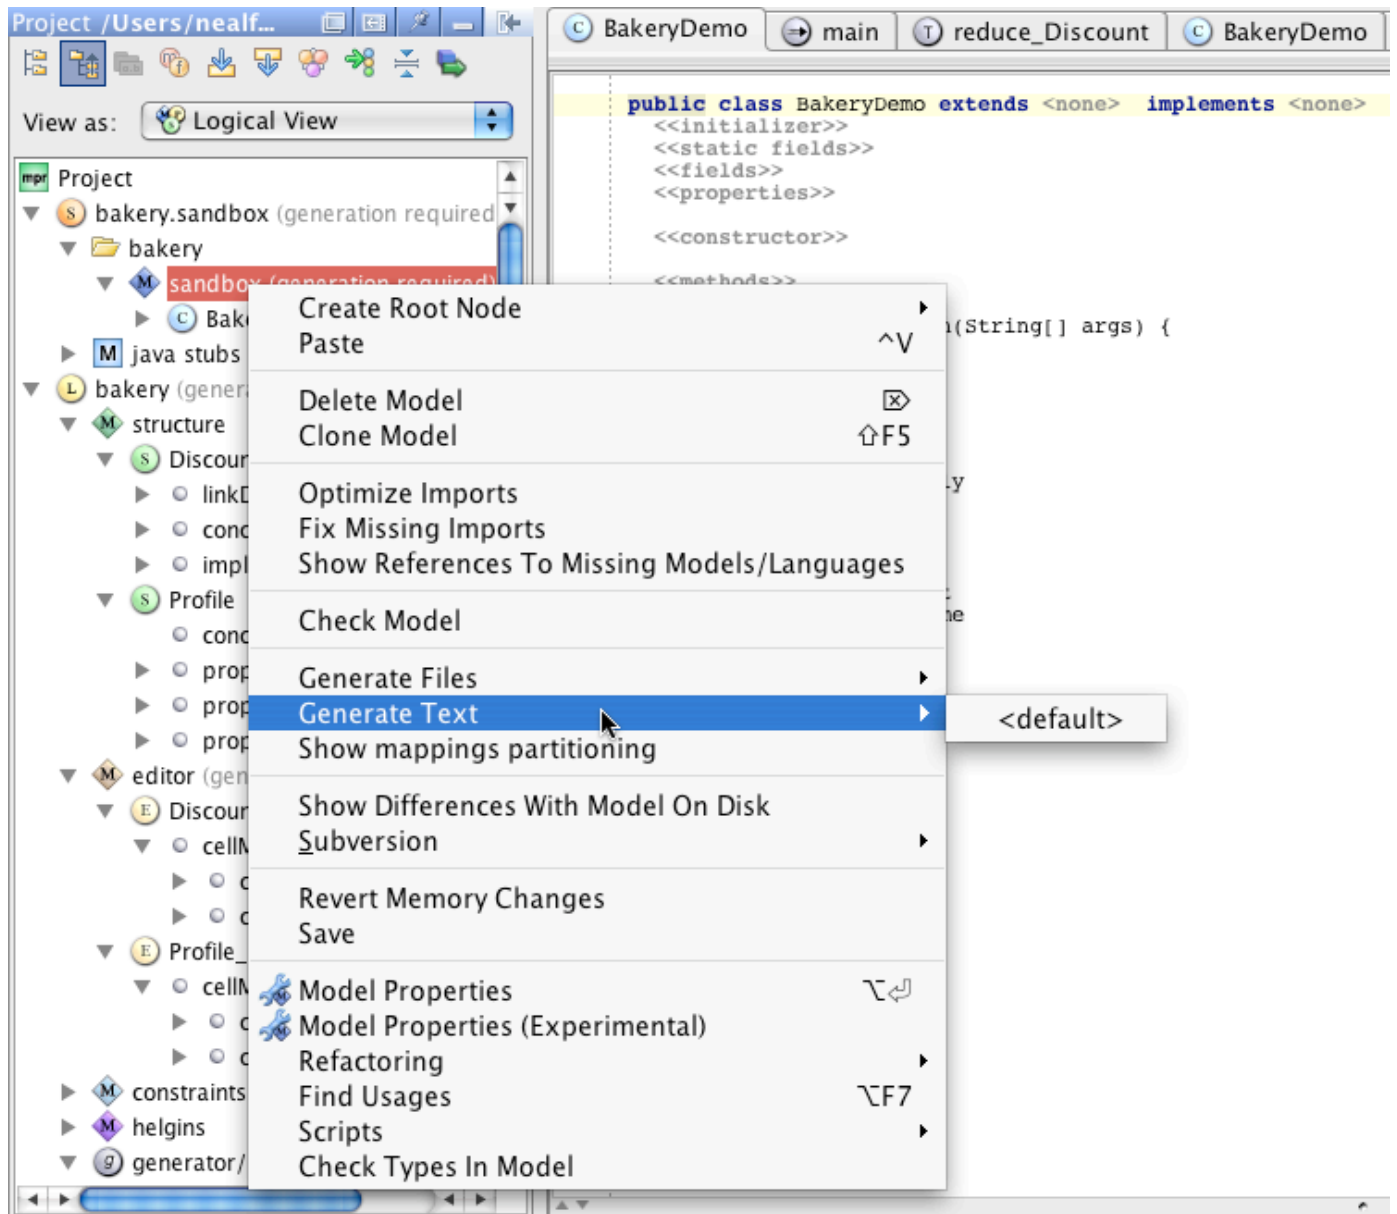 Project /Users/nealf...
View as: Logical View
Project
bakery.sandbox (generation required
bakery
sandbox (generation required)
java stubs
bakery
structure
Profile
editor
constraints
helgins
generator/
BakeryDemo main reduce_Discount BakeryDemo
public class BakeryDemo extends <none> implements <none>
<<initializer>>
<<static fields>>
<<fields>>
<<properties>>
<<constructor>>
<<methods>>
(String[] args) {
Create Root Node
Paste ^V
Delete Model ⌦
Clone Model ⇧F5
Optimize Imports
Fix Missing Imports
Show References To Missing Models/Languages
Check Model
Generate Files
Generate Text
Show mappings partitioning
Show Differences With Model On Disk
Subversion
Revert Memory Changes
Save
Model Properties ⌥⏎
Model Properties (Experimental)
Refactoring
Find Usages ⌥F7
Scripts
Check Types In Model
<default>